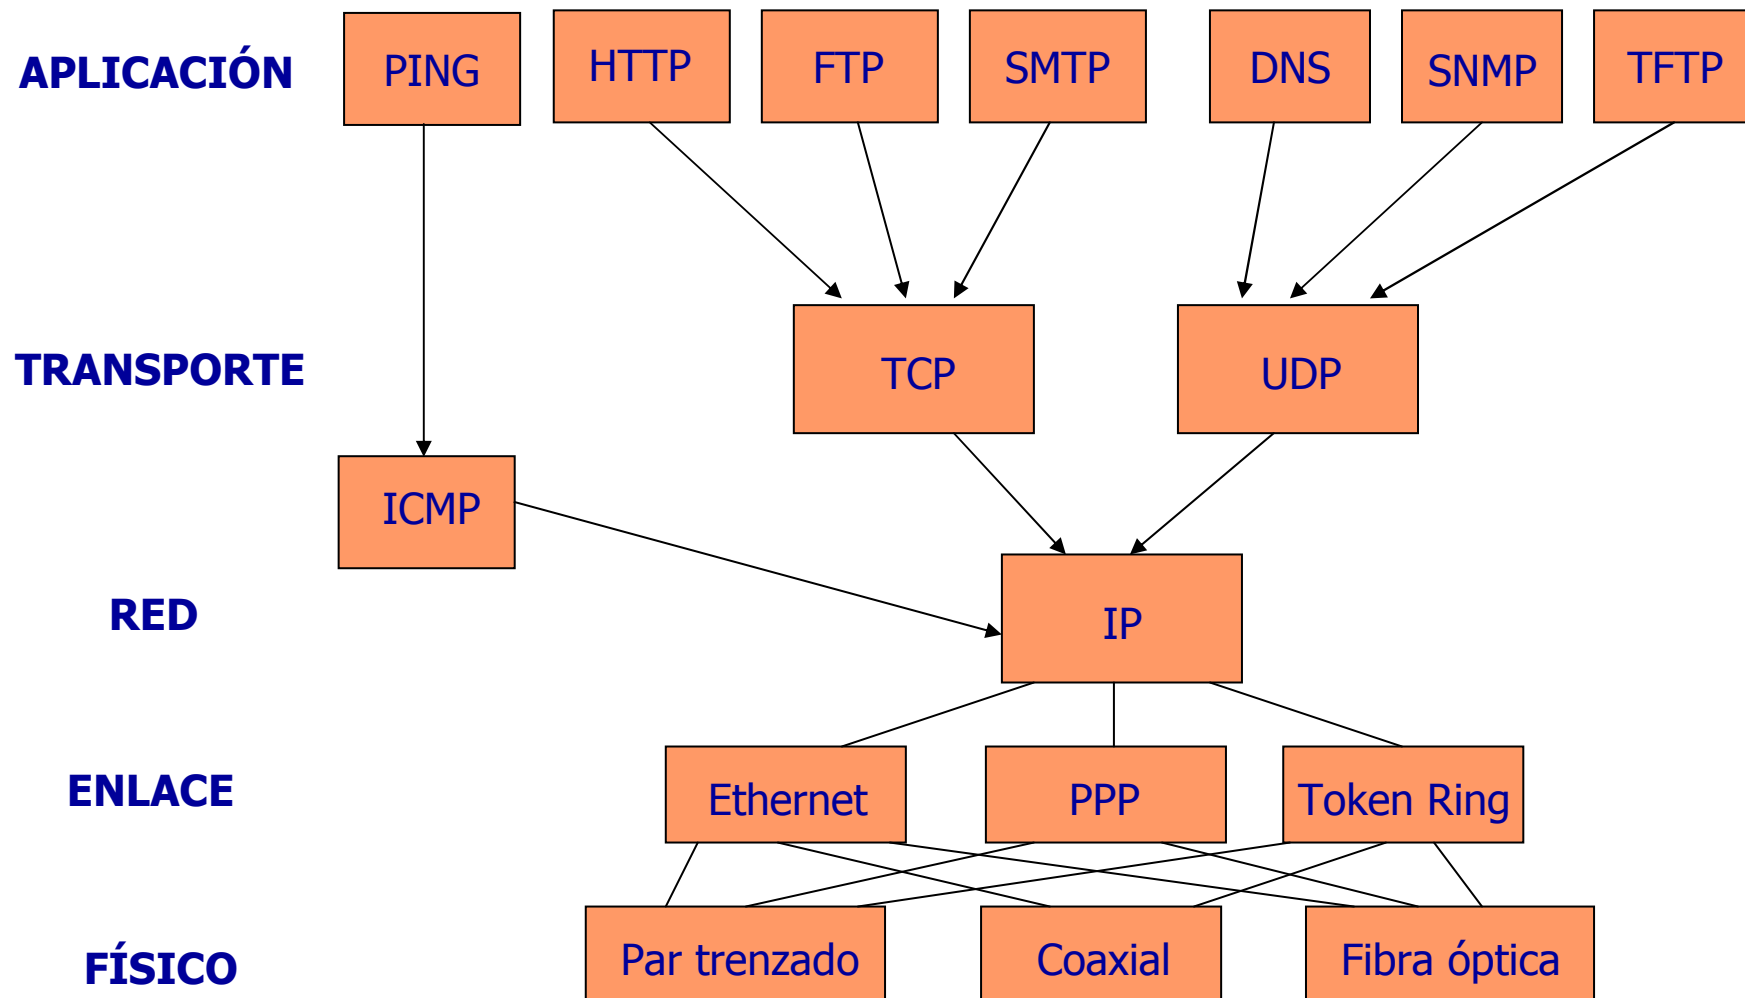 APLICACIÓN PING HTTP FTP SMTP DNS SNMP TFTP
TRANSPORTE TCP UDP
ICMP
RED IP
ENLACE Ethernet PPP Token Ring
FÍSICO Par trenzado Coaxial Fibra óptica